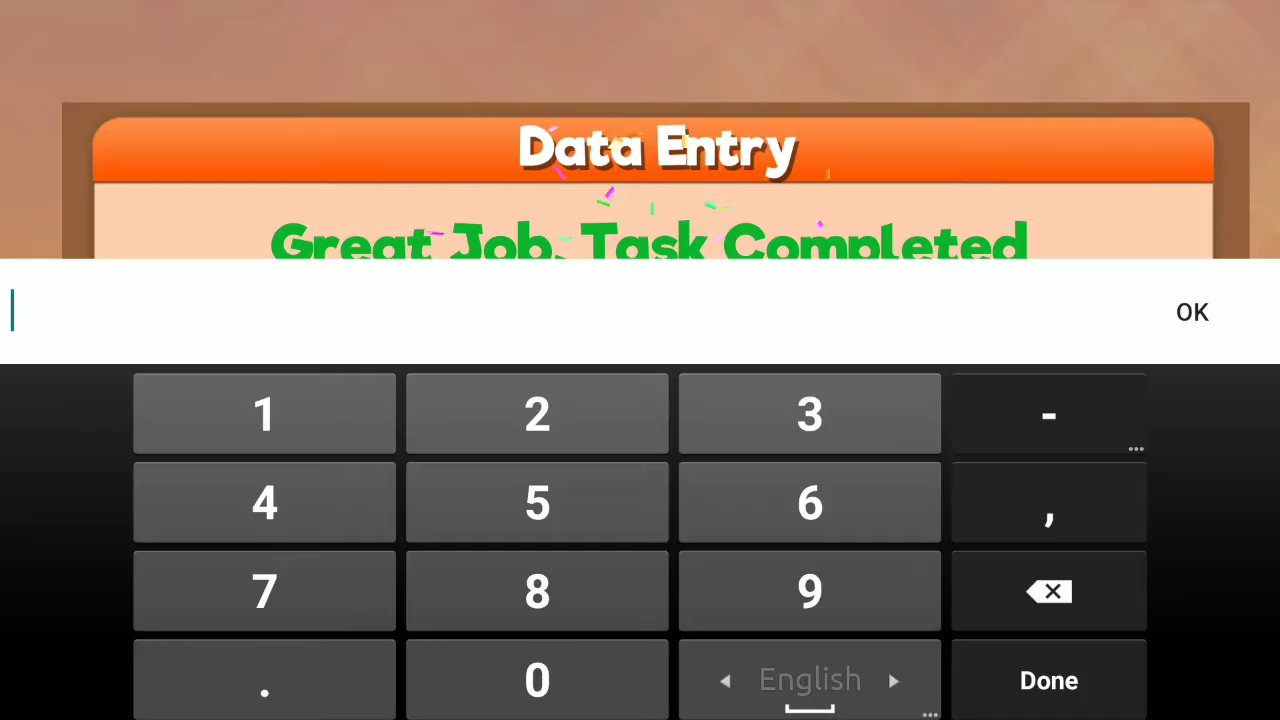 Data Entry
Great Job, Task Completed
OK
1 2 3 -
4 5 6 ,
7 8 9
. 0 English Done